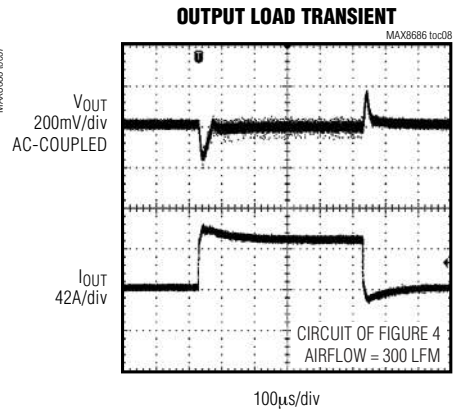 OUTPUT LOAD TRANSIENT
MAX8686 toc08
T
VOUT
200mV/div
AC-COUPLED
IOUT
42A/div
CIRCUIT OF FIGURE 4
AIRFLOW = 300 LFM
100µs/div